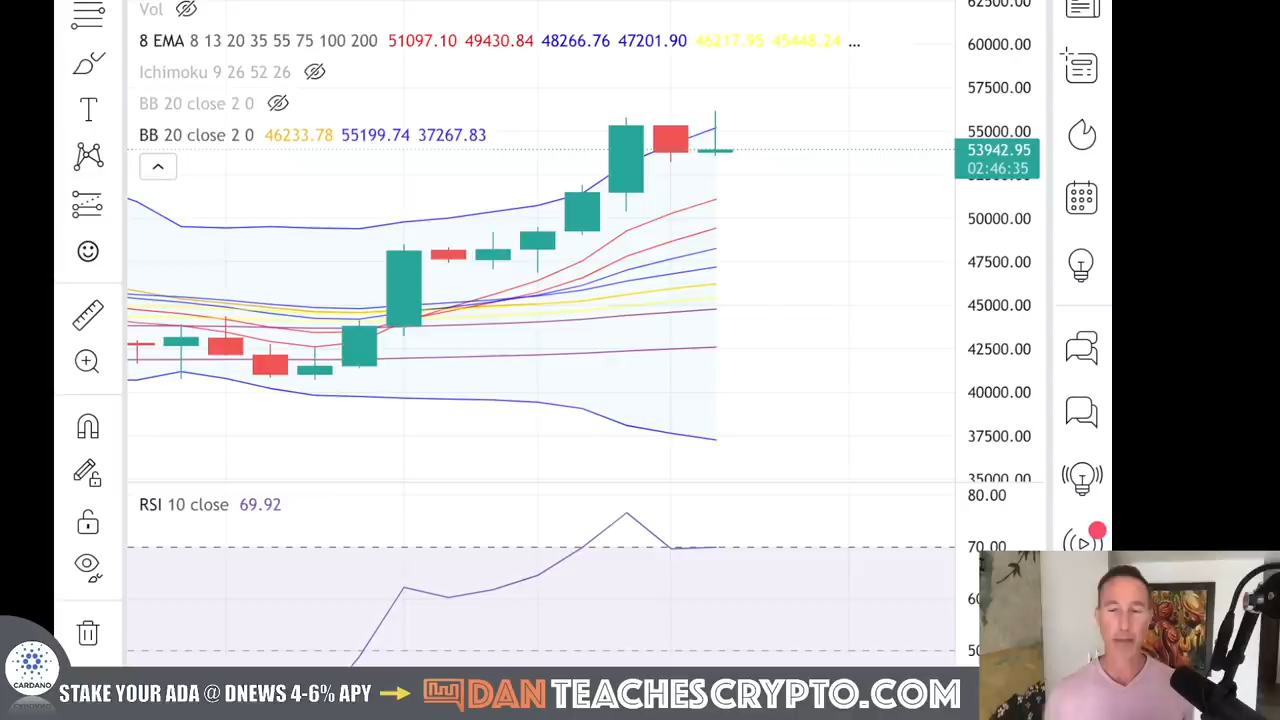 Vol
8 EMA 8 13 20 35 55 75 100 200 51097.10 49430.84 48266.76 47201.90 46217.95 45448.24 ...
Ichimoku 9 26 52 26
BB 20 close 2 0
BB 20 close 2 0 46233.78 55199.74 37267.83
62500.00
60000.00
57500.00
55000.00
53942.95
02:46:35
50000.00
47500.00
45000.00
42500.00
40000.00
37500.00
35000.00
RSI 10 close 69.92
80.00
70.00
T
CARDANO
STAKE YOUR ADA @ DNEWS 4-6% APY
DANTEACHESCRYPTO.COM